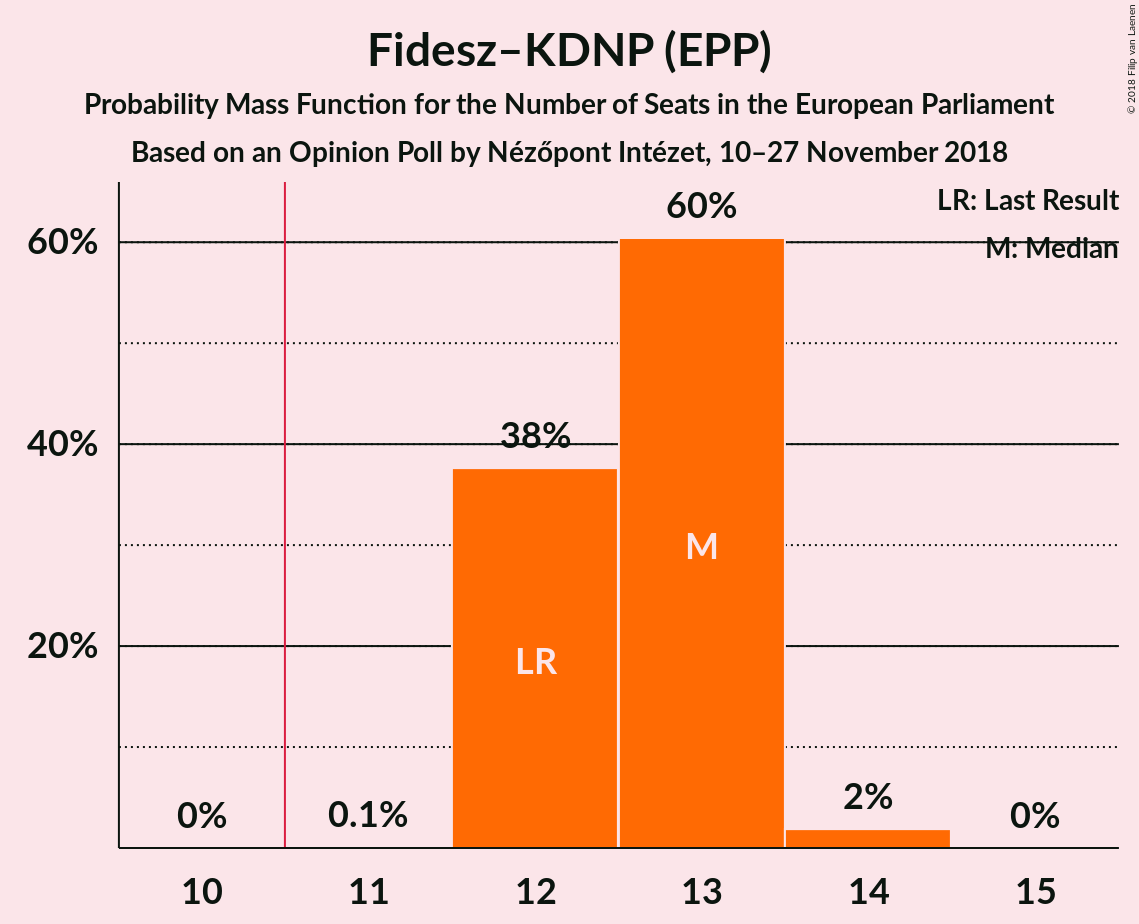 Fidesz–KDNP (EPP)
Probability Mass Function for the Number of Seats in the European Parliament
Based on an Opinion Poll by Nézőpont Intézet, 10–27 November 2018
© 2018 Filip van Laenen
LR: Last Result
M: Median
60%
40%
20%
0%
0.1%
38%
60%
2%
0%
LR
M
10
11
12
13
14
15